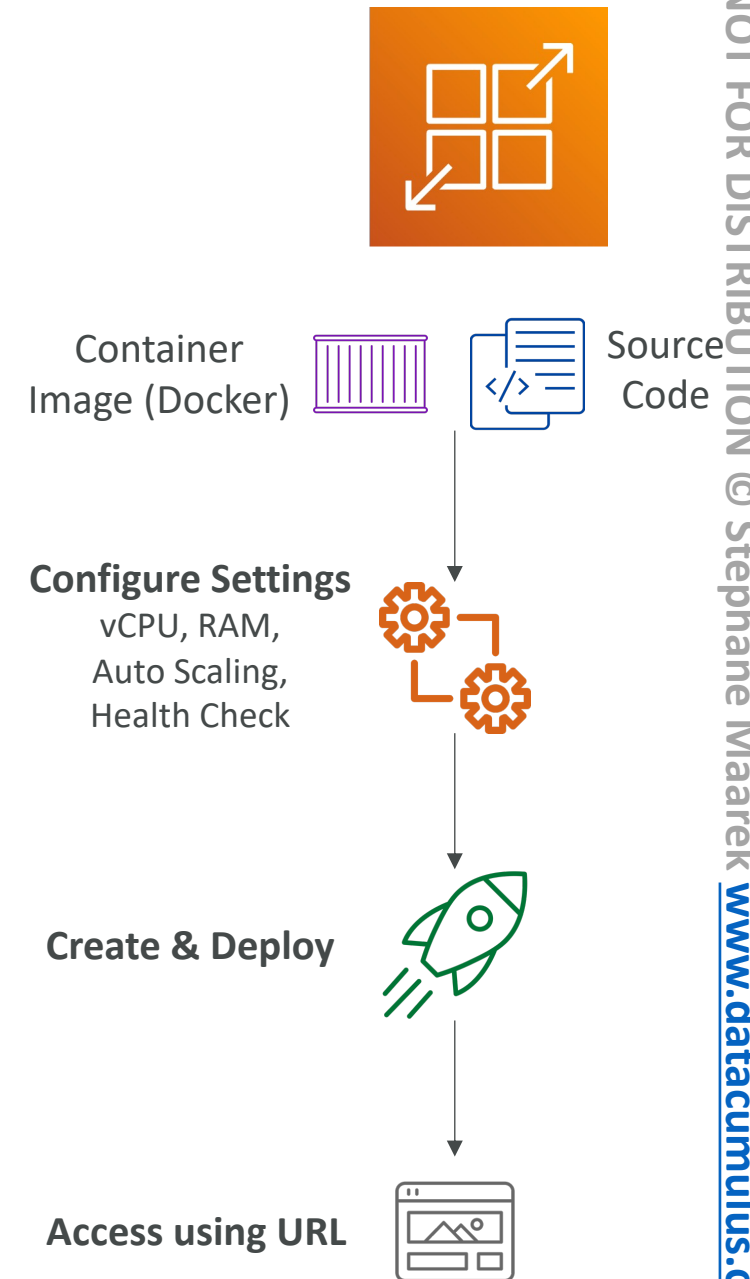 Container
Image (Docker)
Source
Code
</>
Configure Settings
vCPU, RAM,
Auto Scaling,
Health Check
Create & Deploy
Access using URL
NOT FOR DISTRIBUTION © Stephane Maarek www.datacumulus.c